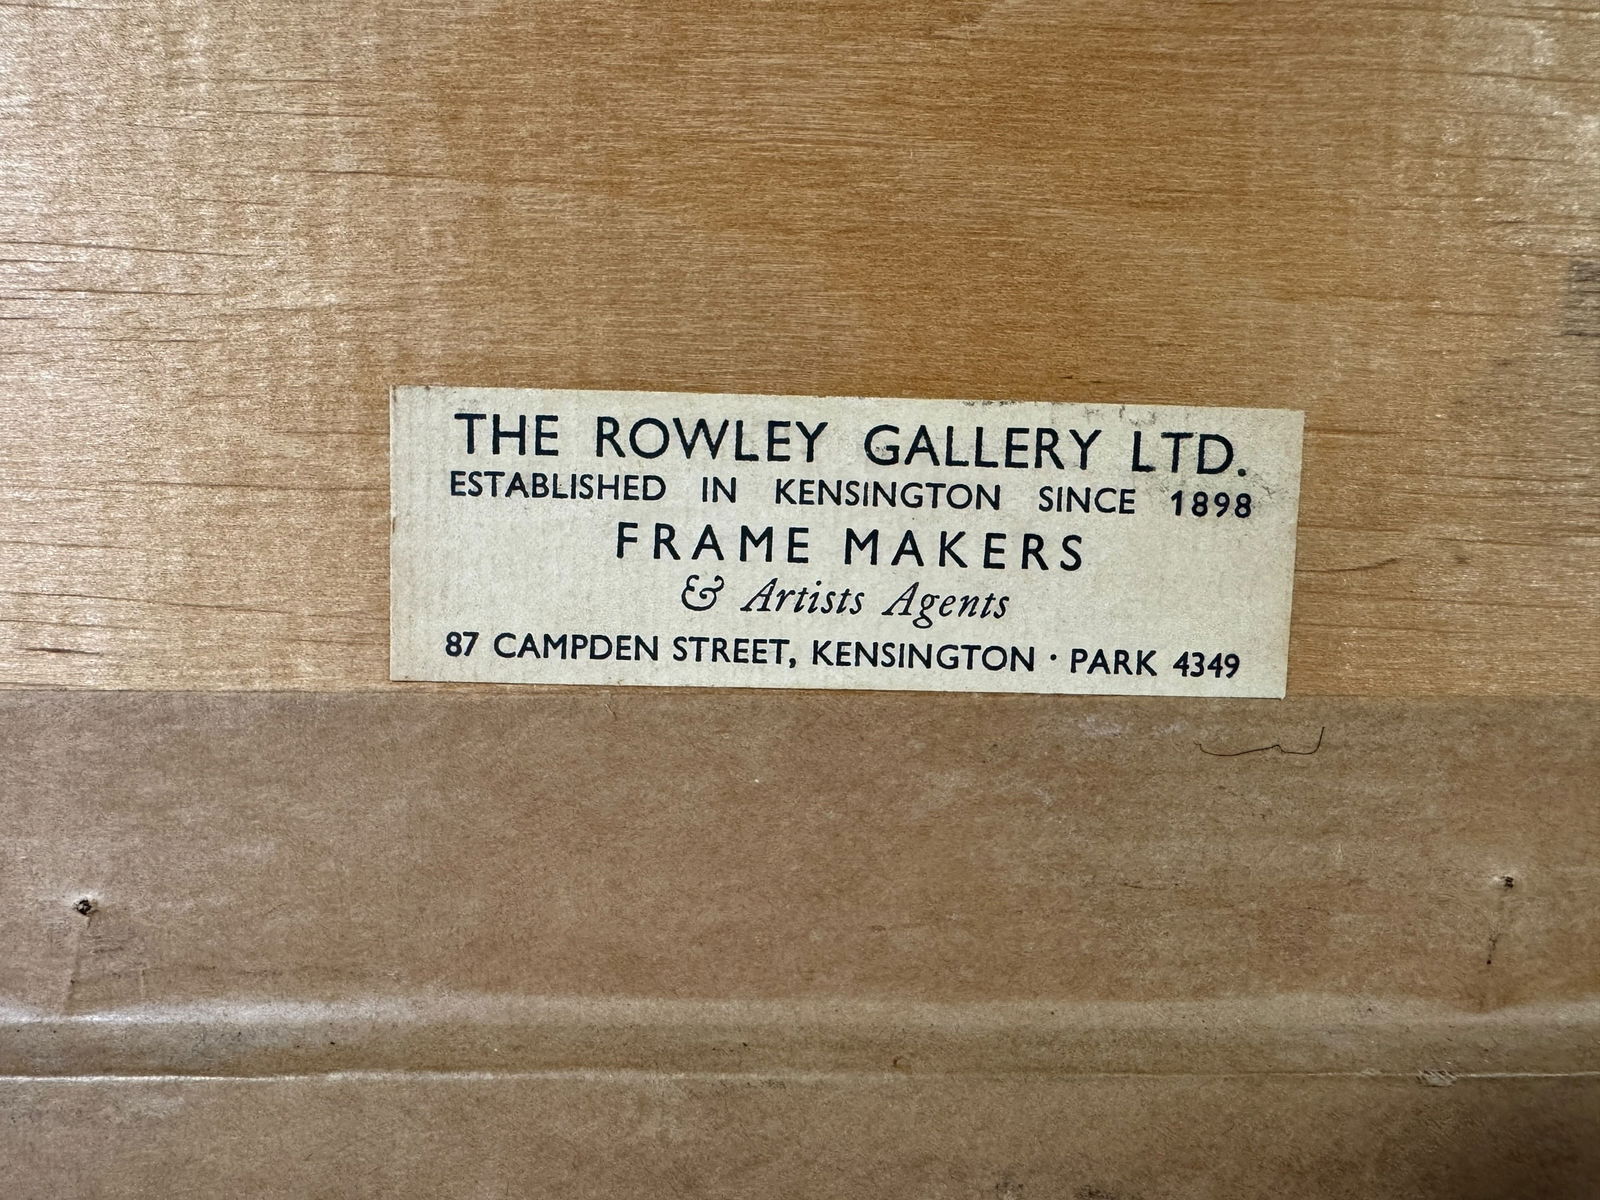 THE ROWLEY GALLERY LTD.
ESTABLISHED IN KENSINGTON SINCE 1898
FRAME MAKERS
& Artists Agents
87 CAMPDEN STREET, KENSINGTON · PARK 4349